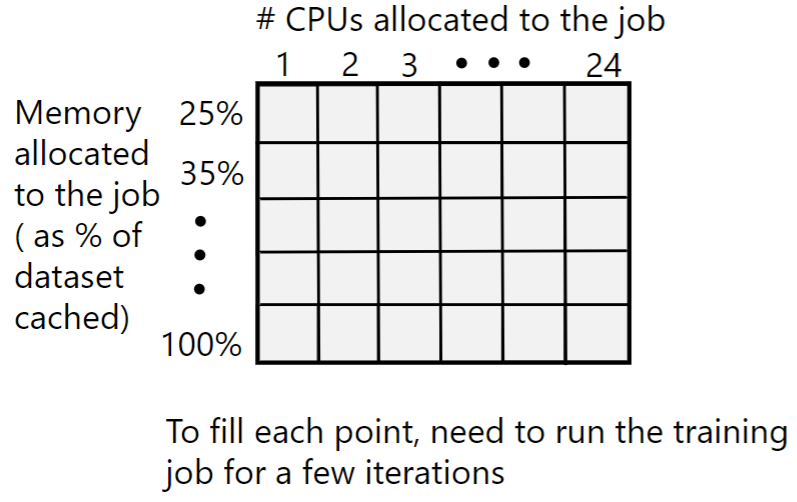 # CPUs allocated to the job
1 2 3 • • • 24
Memory
allocated
to the job
( as % of
dataset
cached)
25%
35%
•
•
•
100%
To fill each point, need to run the training
job for a few iterations